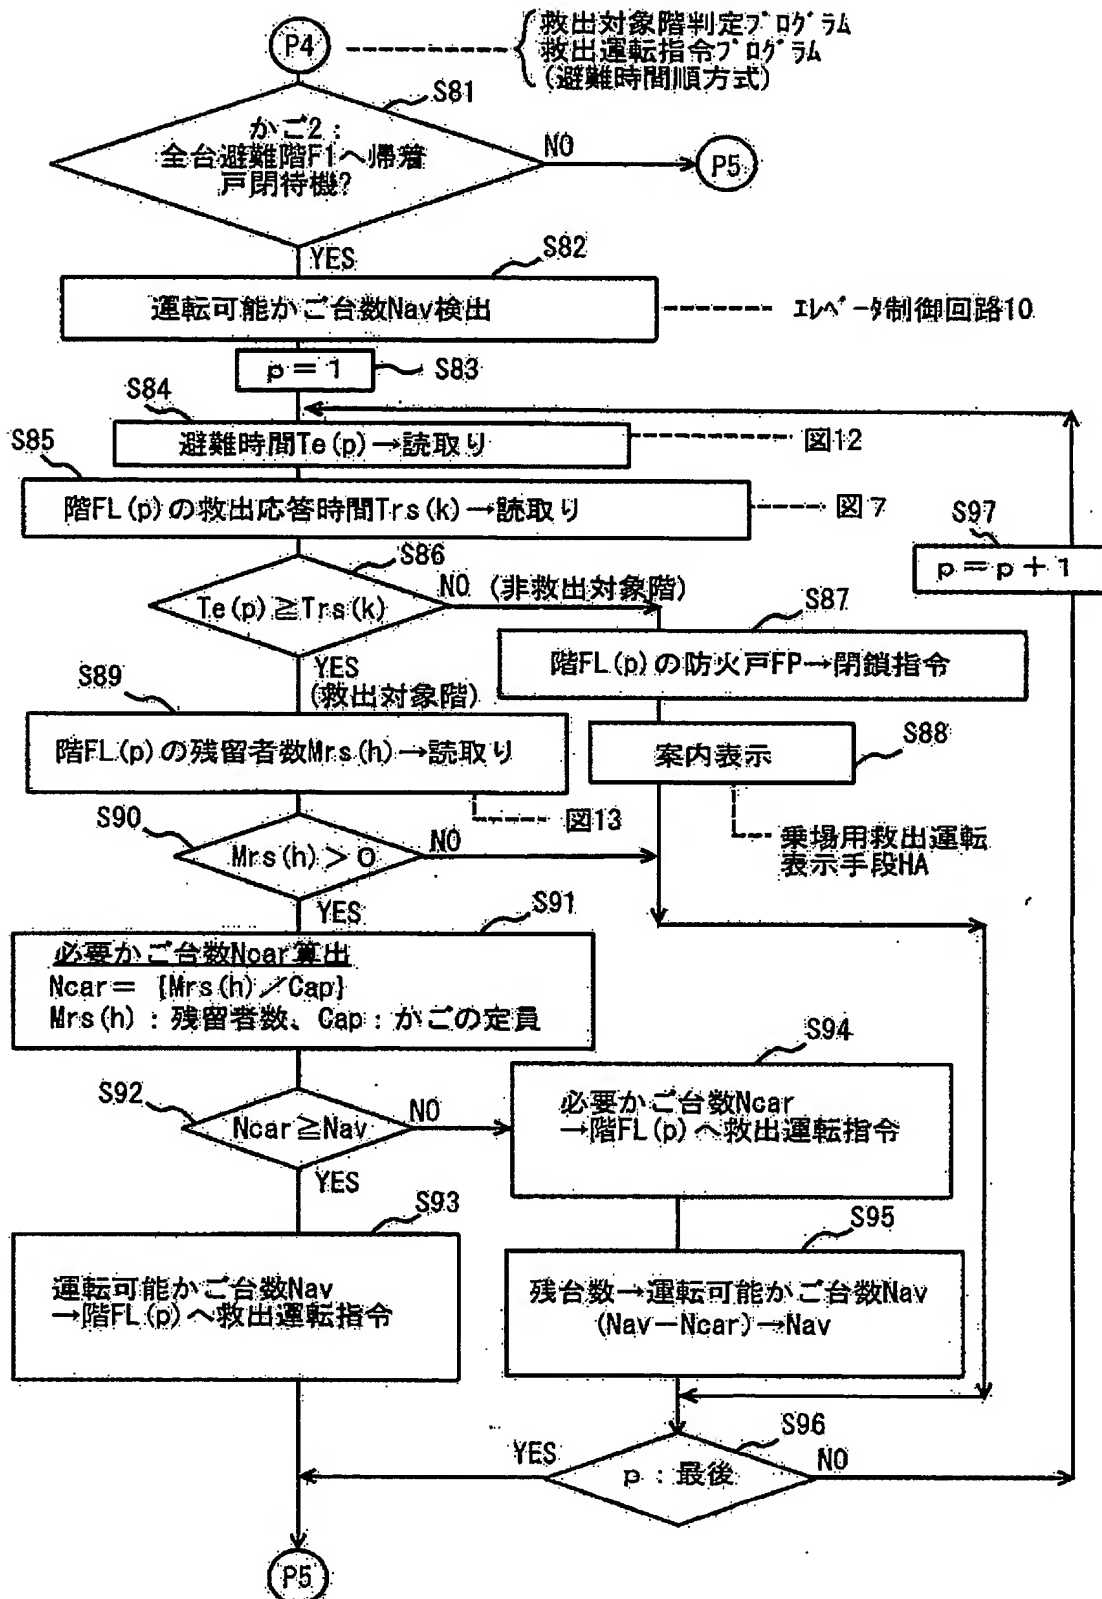 P4
救出対象階判定プログラム
救出運転指令プログラム
(避難時間順方式)
S81
かご2:
全台避難階F1へ帰着
戸閉待機?
NO
P5
YES
S82
運転可能かご台数Nav検出
エレベータ制御回路10
p=1
S83
S84
避難時間Te(p)→読取り
図12
S85
階FL(p)の救出応答時間Trs(k)→読取り
図7
S97
p=p+1
S86
Te(p)≧Trs(k)
NO (非救出対象階)
S87
階FL(p)の防火戸FP→閉鎖指令
YES
(救出対象階)
S89
階FL(p)の残留者数Mrs(h)→読取り
図13
S88
案内表示
乗場用救出運転
表示手段HA
S90
Mrs(h)>0
NO
YES
S91
必要かご台数Ncar算出
Ncar= {Mrs(h)/Cap}
Mrs(h):残留者数、Cap:かごの定員
S92
Ncar≧Nav
NO
S94
必要かご台数Ncar
→階FL(p)へ救出運転指令
YES
S93
運転可能かご台数Nav
→階FL(p)へ救出運転指令
S95
残台数→運転可能かご台数Nav
(Nav-Ncar)→Nav
S96
YES
p:最後
NO
P5